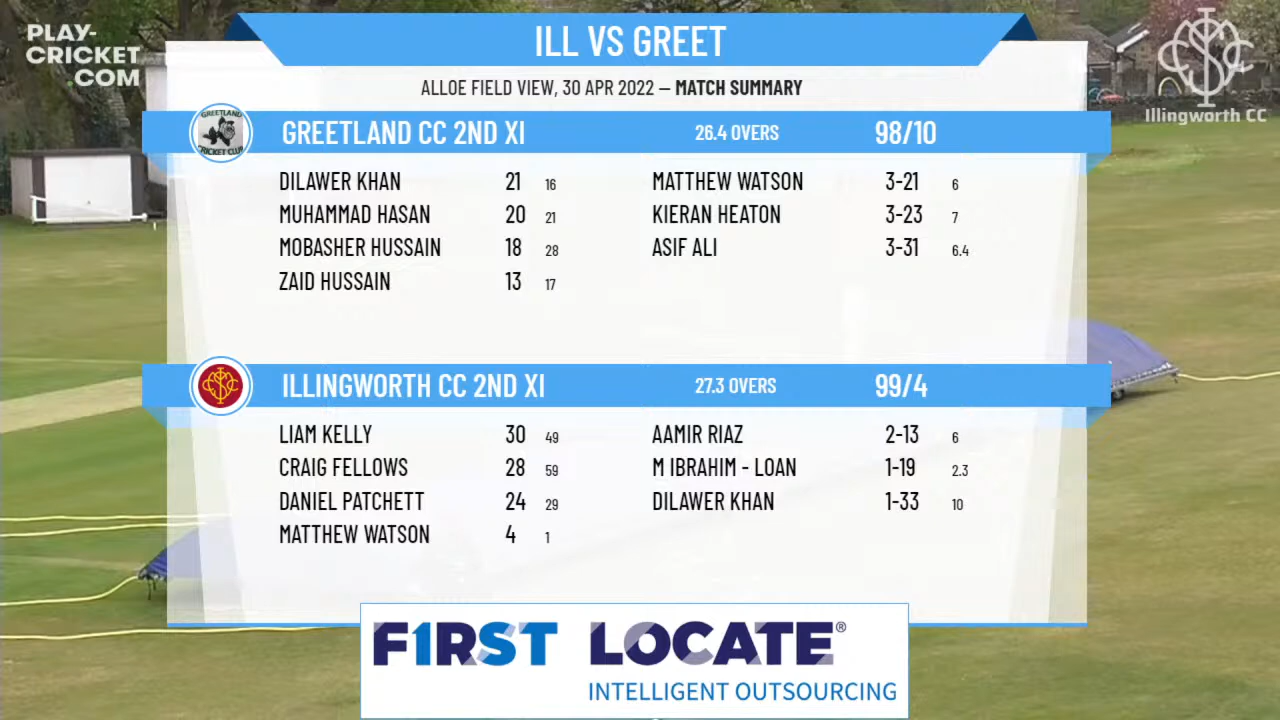 PLAY-
CRICKET
.COM
ILL VS GREET
Illingworth CC
ALLOE FIELD VIEW, 30 APR 2022 – MATCH SUMMARY
GREETLAND
CRICKET CLUB
GREETLAND CC 2ND XI 26.4 OVERS 98/10
DILAWER KHAN 21 16 MATTHEW WATSON 3-21 6
MUHAMMAD HASAN 20 21 KIERAN HEATON 3-23 7
MOBASHER HUSSAIN 18 28 ASIF ALI 3-31 6.4
ZAID HUSSAIN 13 17
ILLINGWORTH CC 2ND XI 27.3 OVERS 99/4
LIAM KELLY 30 49 AAMIR RIAZ 2-13 6
CRAIG FELLOWS 28 59 M IBRAHIM - LOAN 1-19 2.3
DANIEL PATCHETT 24 29 DILAWER KHAN 1-33 10
MATTHEW WATSON 4 1
F1RST LOCATE®
INTELLIGENT OUTSOURCING